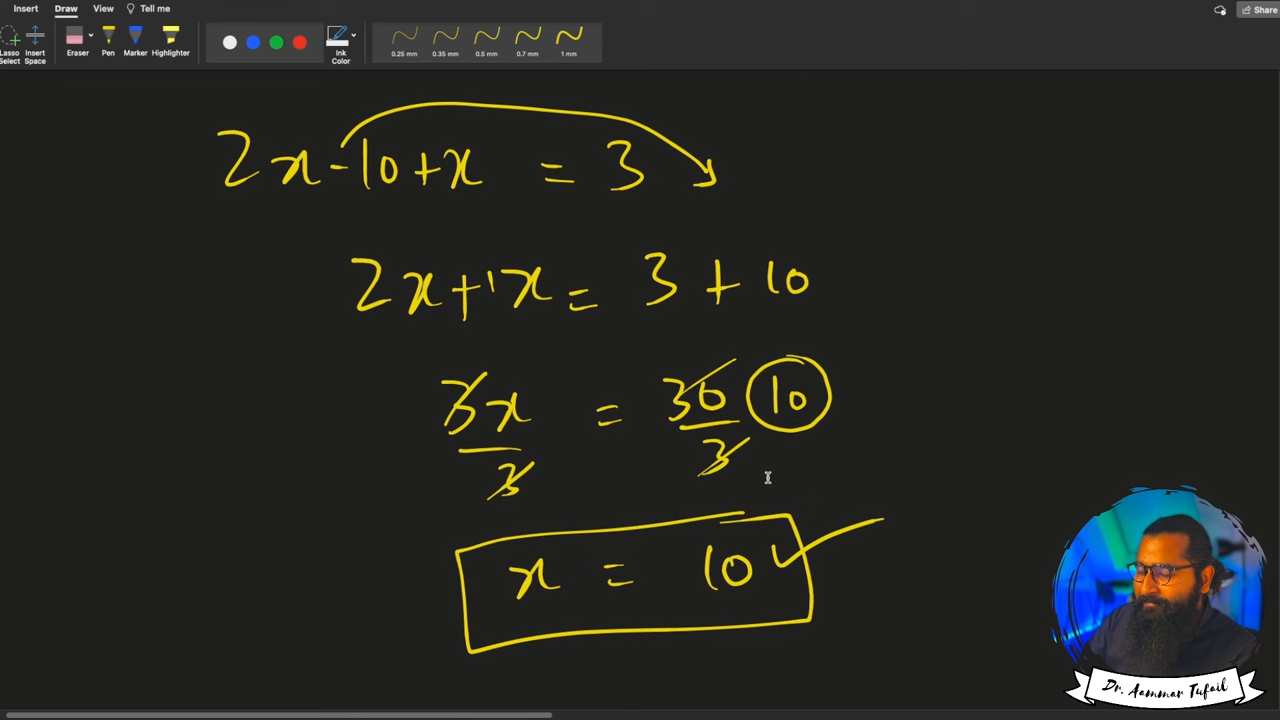 Insert Draw View Tell me Share
Lasso Select Insert Space Eraser Pen Marker Highlighter Ink Color 0.25 mm 0.35 mm 0.5 mm 0.7 mm 1 mm
2x - 10 + x = 3
2x + 1x = 3 + 10
3x/3 = 30/3 10
x = 10
Dr. Aammar Tufail